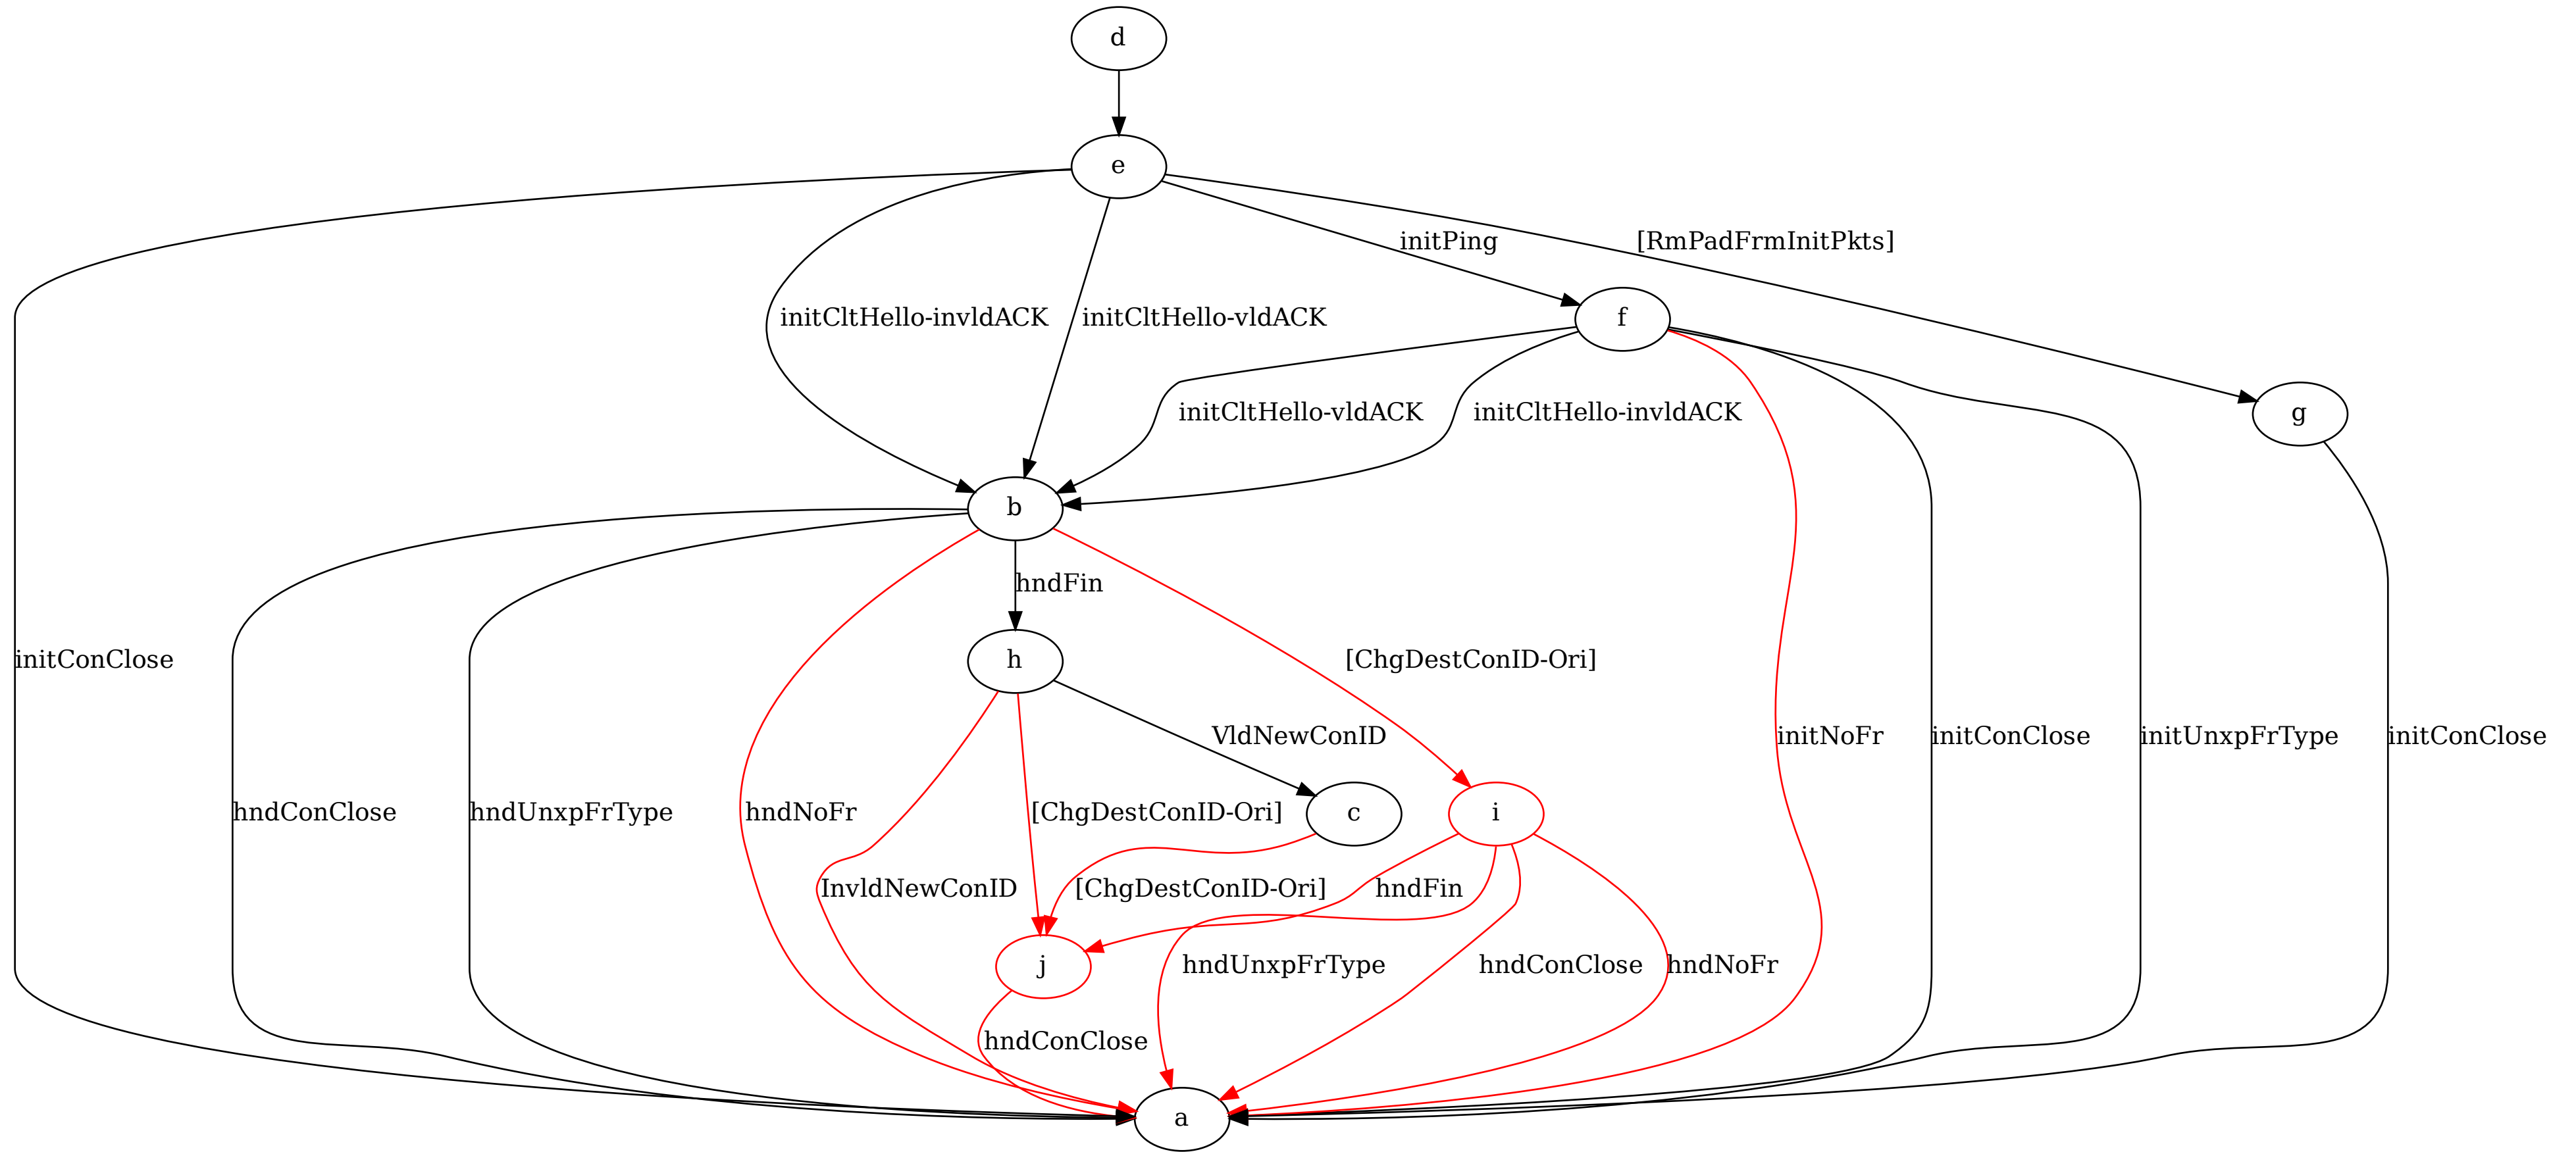 d
e
initPing
[RmPadFrmInitPkts]
initCltHello-invldACK
initCltHello-vldACK
f
initCltHello-vldACK
initCltHello-invldACK
g
b
hndFin
initConClose
h
[ChgDestConID-Ori]
VldNewConID
initNoFr
initConClose
initUnxpFrType
initConClose
hndConClose
hndUnxpFrType
hndNoFr
[ChgDestConID-Ori]
c
i
InvldNewConID
[ChgDestConID-Ori]
hndFin
j
hndUnxpFrType
hndConClose
hndNoFr
hndConClose
a